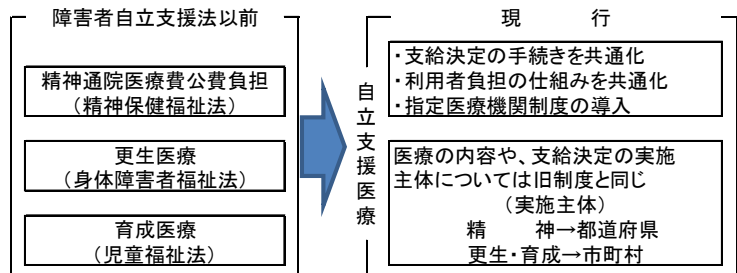 障害者自立支援法以前
精神通院医療費公費負担
（精神保健福祉法）
更生医療
（身体障害者福祉法）
育成医療
（児童福祉法）
自立支援医療
現　　　行
・支給決定の手続きを共通化
・利用者負担の仕組みを共通化
・指定医療機関制度の導入
医療の内容や、支給決定の実施
主体については旧制度と同じ
（実施主体）
精　　神→都道府県
更生・育成→市町村